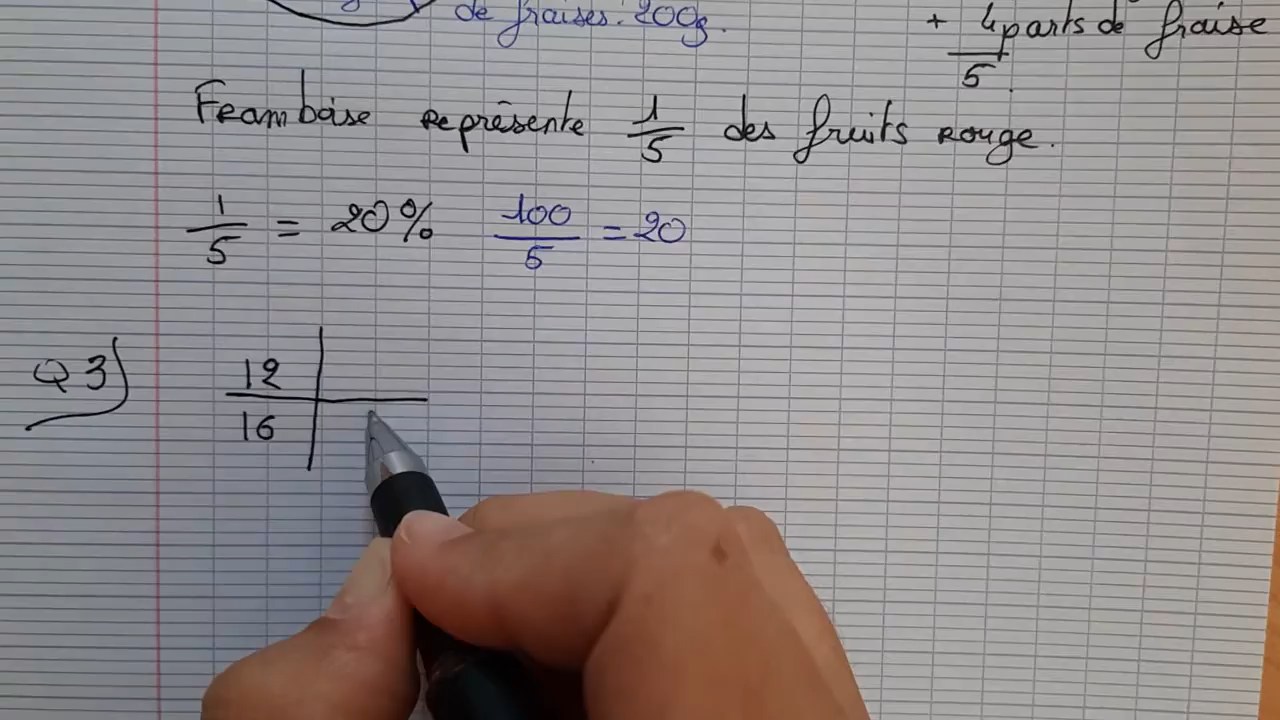 de fraises. 200g.
+ 4 parts de fraise
5
Framboise représente 1/5 des fruits rouge.
1/5 = 20% 100/5 = 20
Q3) 12
16